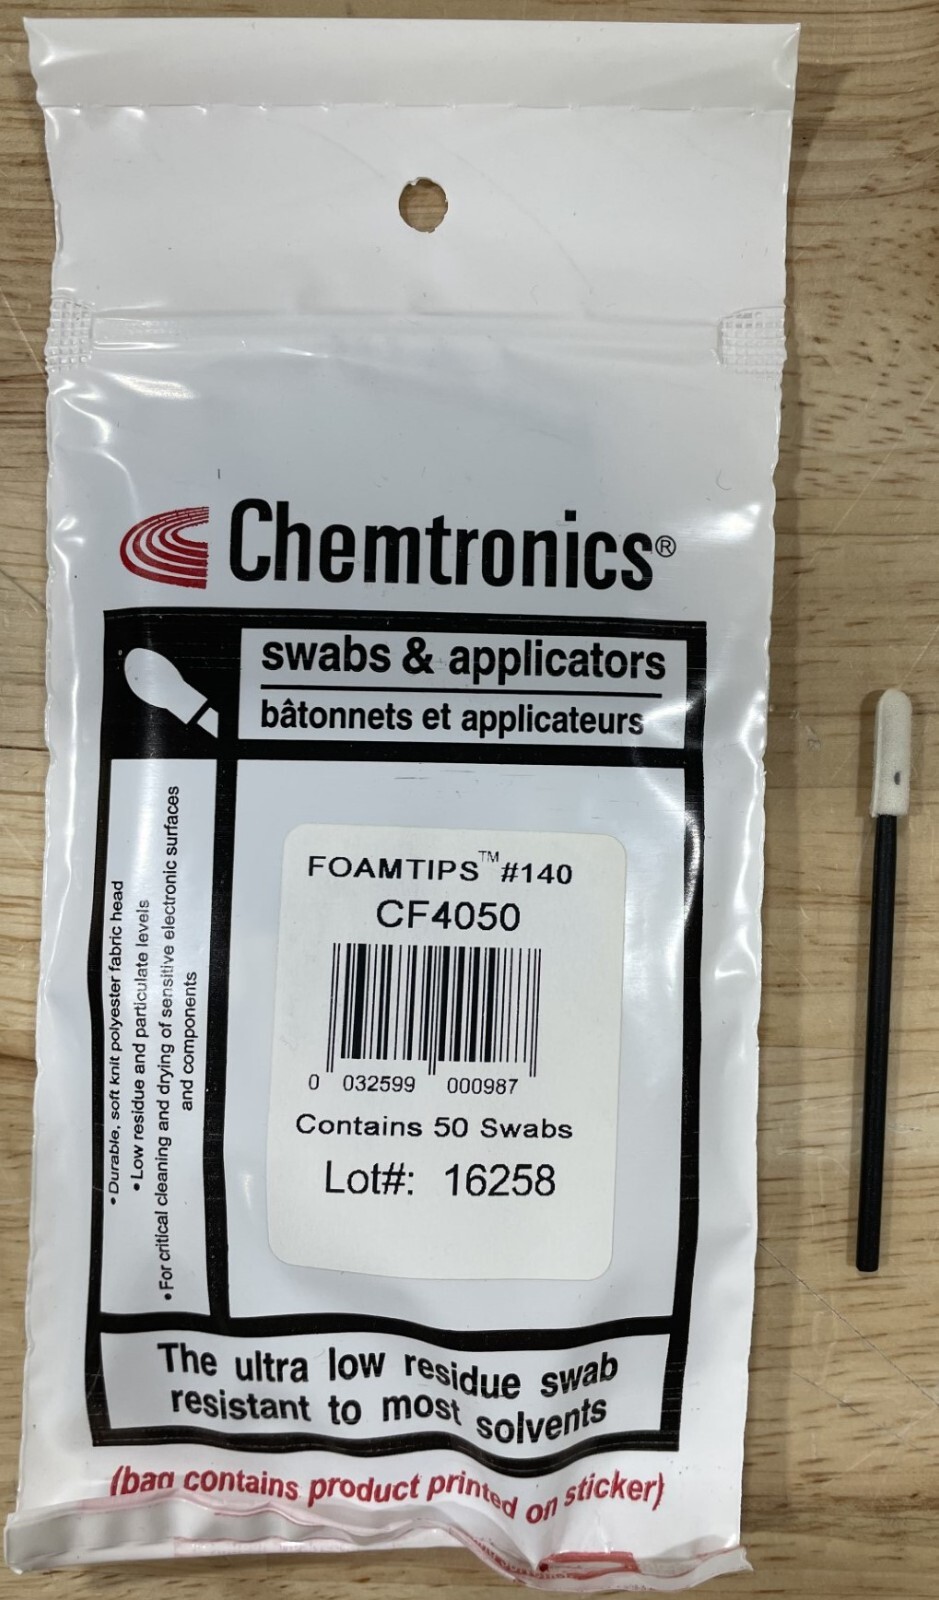 Chemtronics®
swabs & applicators
bâtonnets et applicateurs
• Durable, soft knit polyester fabric head
• Low residue and particulate levels
• For critical cleaning and drying of sensitive electronic surfaces
and components
FOAMTIPS™ #140
CF4050
0 032599 000987
Contains 50 Swabs
Lot#: 16258
The ultra low residue swab
resistant to most solvents
(bag contains product printed on sticker)